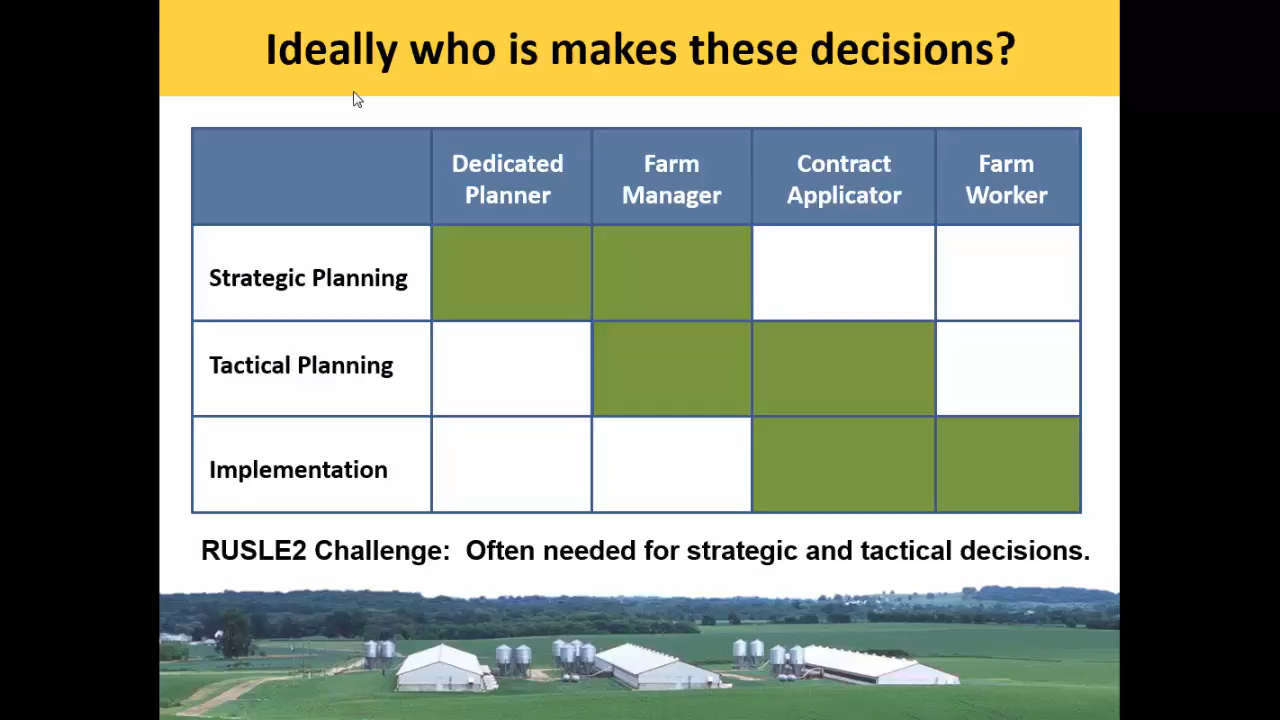 Ideally who is makes these decisions?
Dedicated Planner
Farm Manager
Contract Applicator
Farm Worker
Strategic Planning
Tactical Planning
Implementation
RUSLE2 Challenge:  Often needed for strategic and tactical decisions.